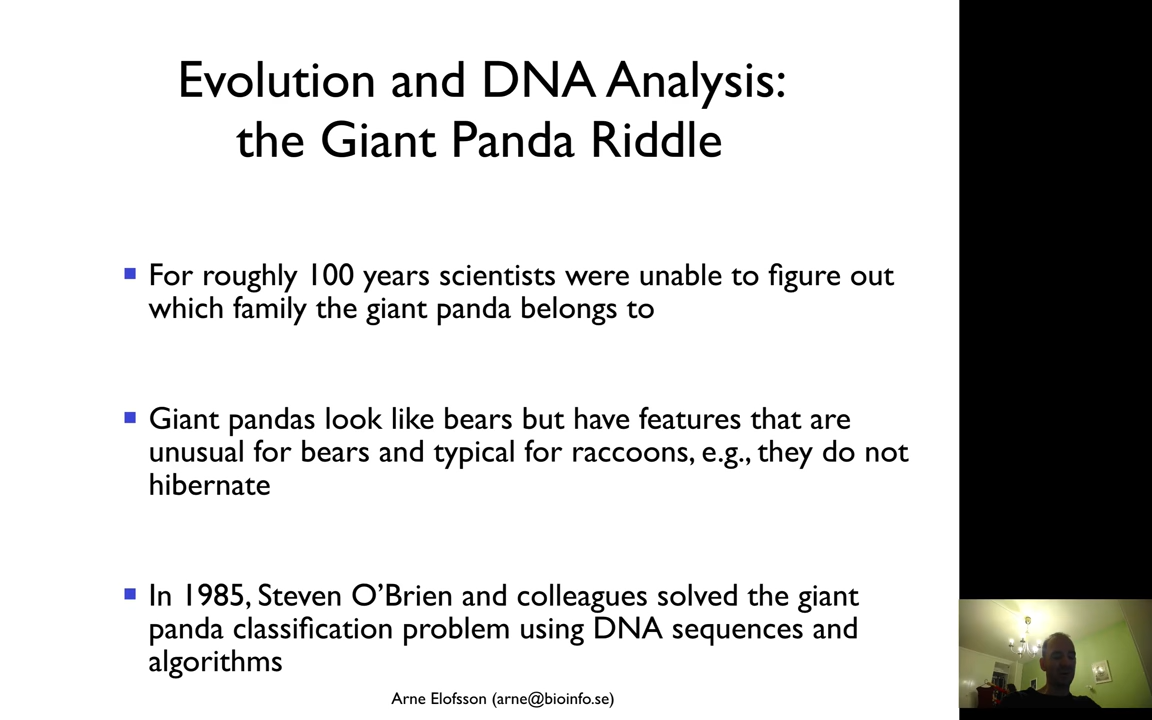 Evolution and DNA Analysis:
the Giant Panda Riddle
For roughly 100 years scientists were unable to figure out
which family the giant panda belongs to
Giant pandas look like bears but have features that are
unusual for bears and typical for raccoons, e.g., they do not
hibernate
In 1985, Steven O’Brien and colleagues solved the giant
panda classification problem using DNA sequences and
algorithms
Arne Elofsson (arne@bioinfo.se)